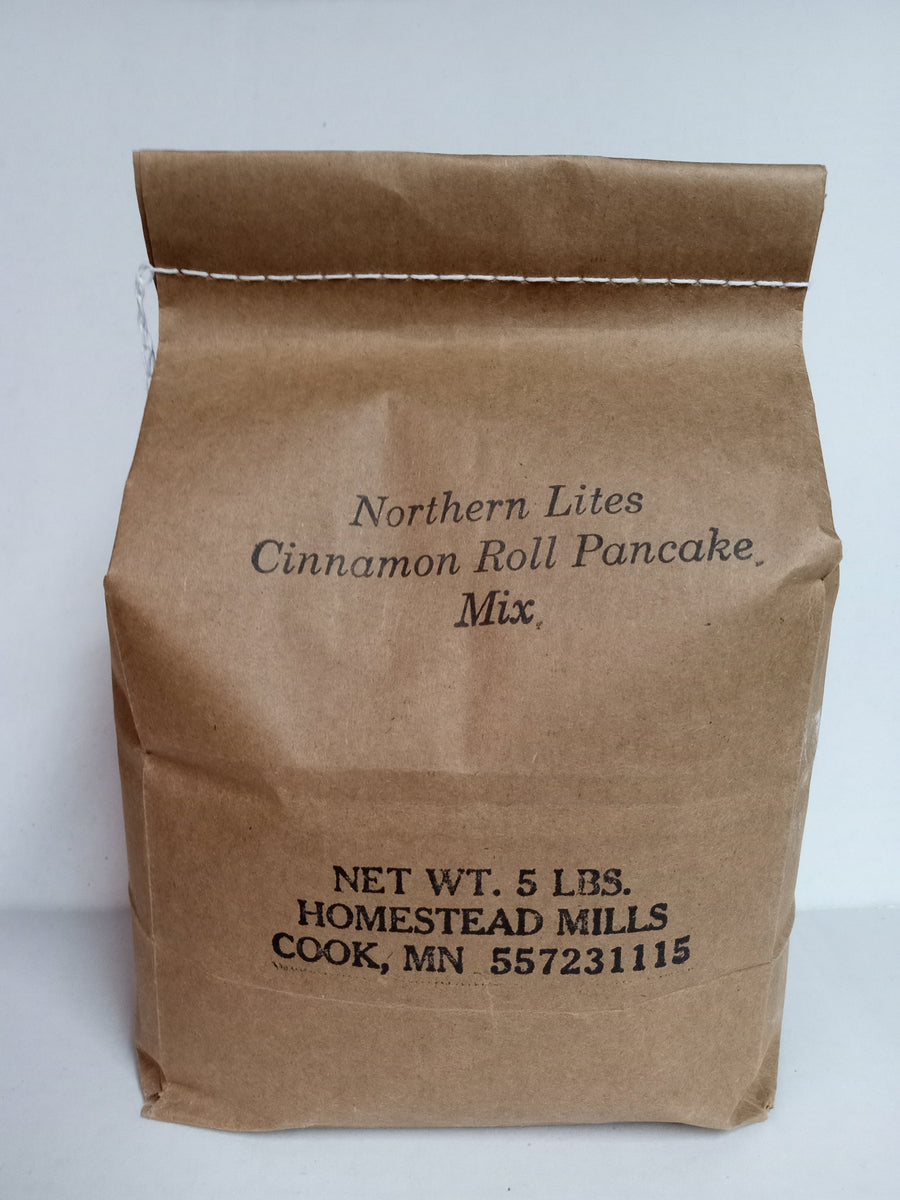 Northern Lites
Cinnamon Roll Pancake
Mix
NET WT. 5 LBS.
HOMESTEAD MILLS
COOK, MN 557231115